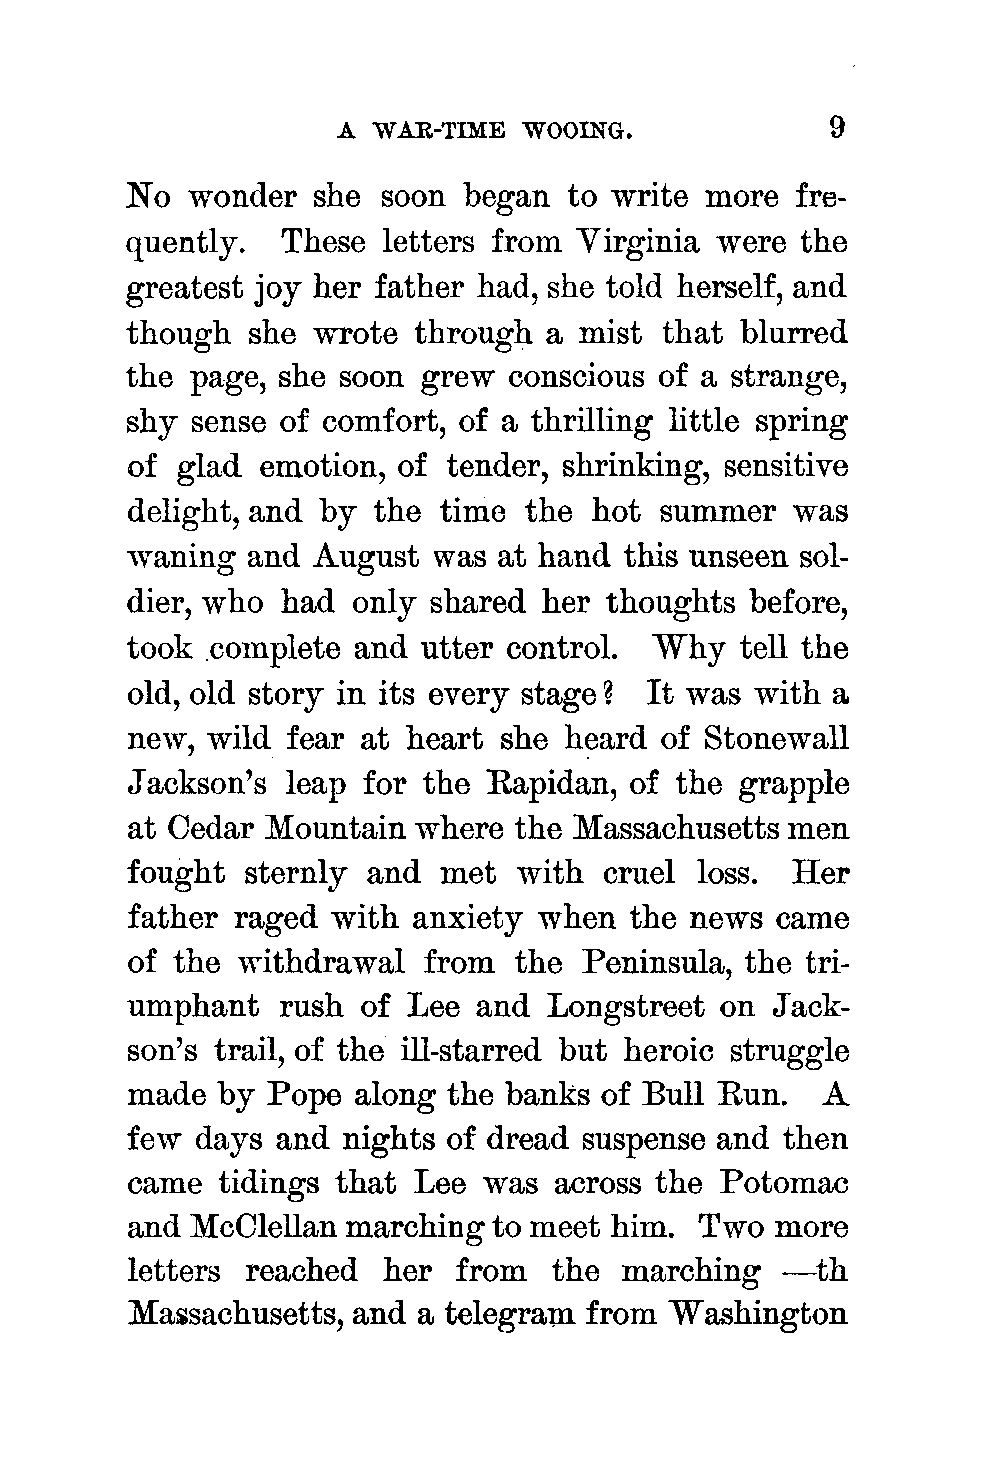 A WAR-TIME WOOING. 9
No wonder she soon began to write more fre-
quently. These letters from Virginia were the
greatest joy her father had, she told herself, and
though she wrote through a mist that blurred
the page, she soon grew conscious of a strange,
shy sense of comfort, of a thrilling little spring
of glad emotion, of tender, shrinking, sensitive
delight, and by the time the hot summer was
waning and August was at hand this unseen sol-
dier, who had only shared her thoughts before,
took complete and utter control. Why tell the
old, old story in its every stage? It was with a
new, wild fear at heart she heard of Stonewall
Jackson's leap for the Rapidan, of the grapple
at Cedar Mountain where the Massachusetts men
fought sternly and met with cruel loss. Her
father raged with anxiety when the news came
of the withdrawal from the Peninsula, the tri-
umphant rush of Lee and Longstreet on Jack-
son's trail, of the ill-starred but heroic struggle
made by Pope along the banks of Bull Run. A
few days and nights of dread suspense and then
came tidings that Lee was across the Potomac
and McClellan marching to meet him. Two more
letters reached her from the marching —th
Massachusetts, and a telegram from Washington